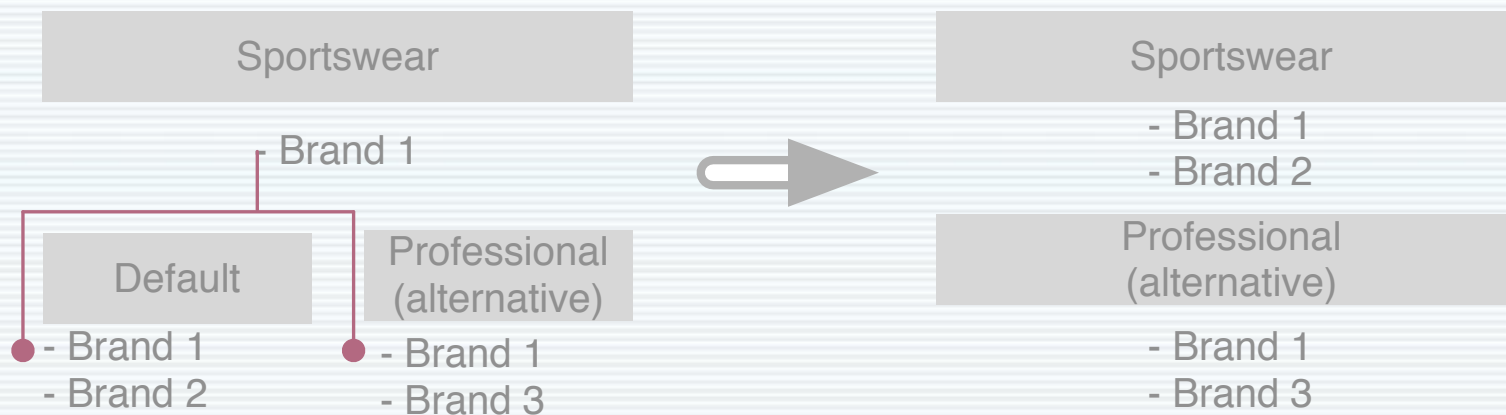 Sportswear
- Brand 1
Default
- Brand 1
- Brand 2
Professional
(alternative)
- Brand 1
- Brand 3
Sportswear
- Brand 1
- Brand 2
Professional
(alternative)
- Brand 1
- Brand 3